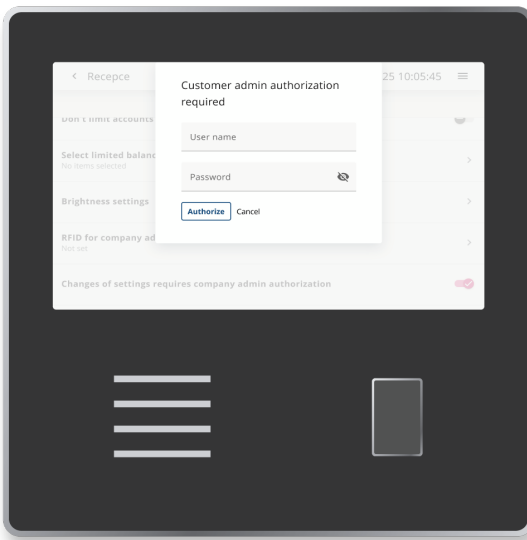 Recepce
25 10:05:45
Customer admin authorization
required
Don't limit accounts
User name
Select limited balanc
No items selected
Password
Brightness settings
Authorize Cancel
RFID for company ad
Not set
Changes of settings requires company admin authorization